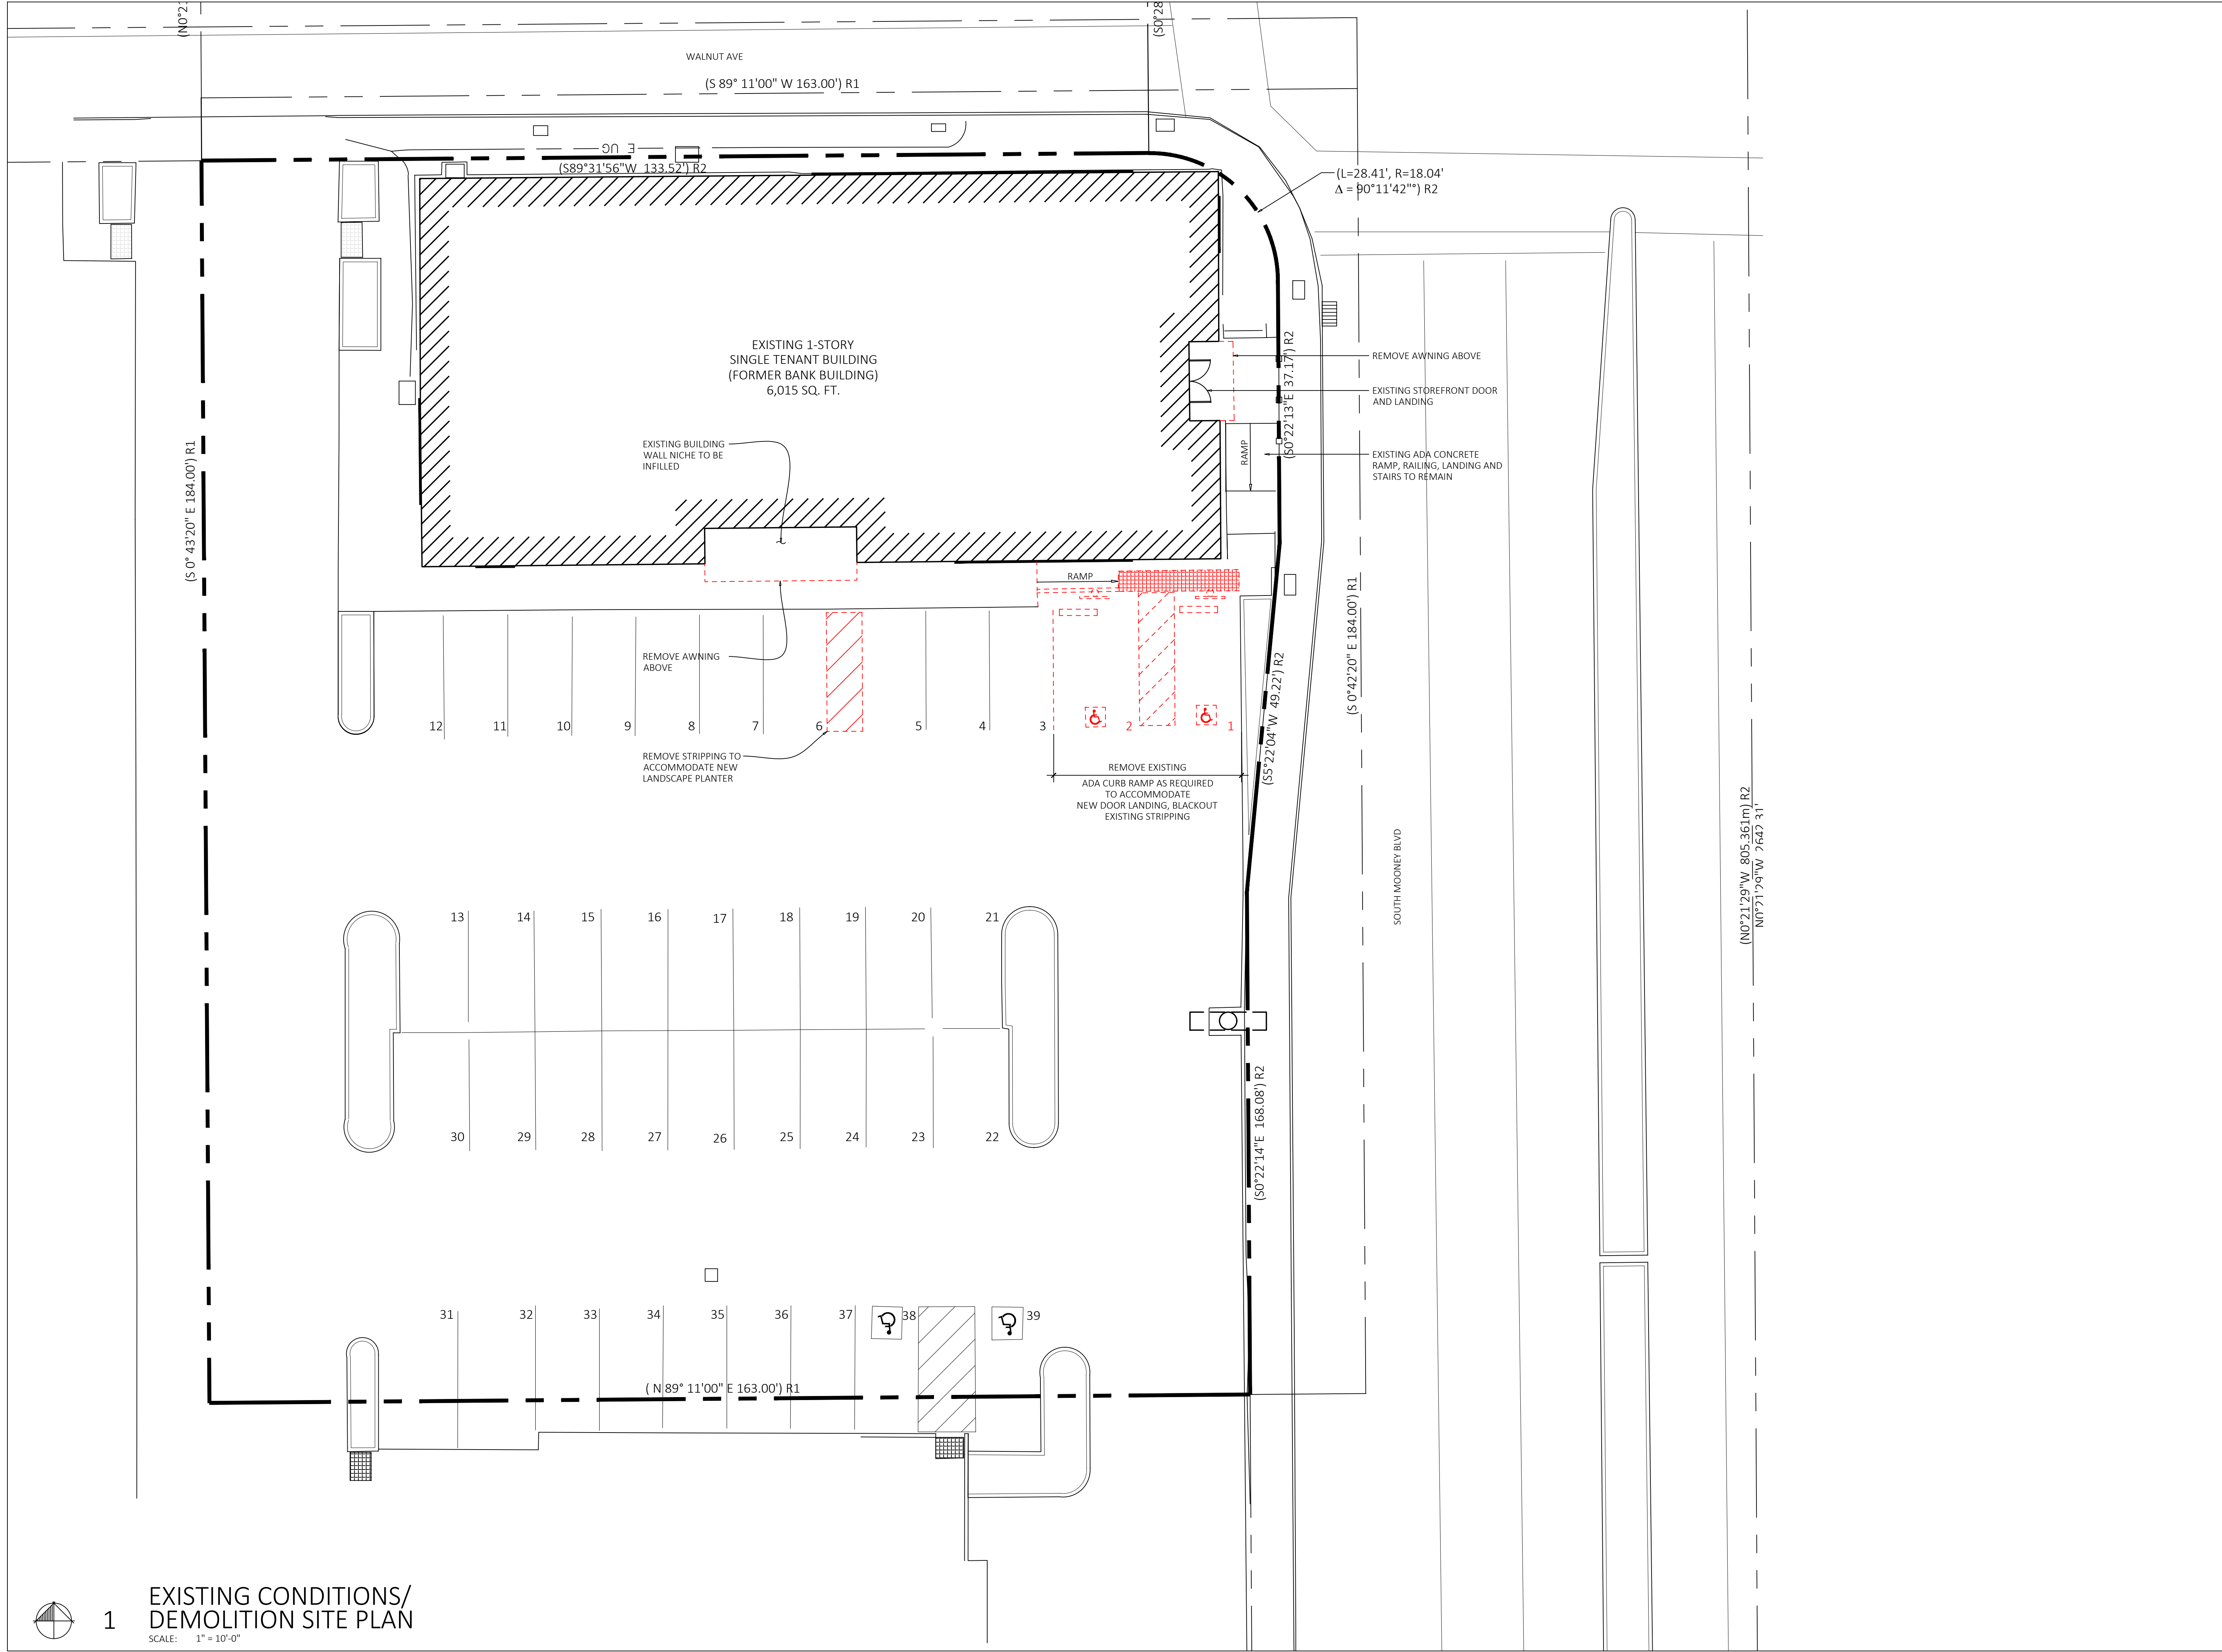 (N0°2
(S0°28
WALNUT AVE
(S 89° 11'00" W 163.00') R1
E UG
(S89°31'56"W 133.52') R2
(L=28.41', R=18.04'
Δ = 90°11'42"°) R2
EXISTING 1-STORY
SINGLE TENANT BUILDING
(FORMER BANK BUILDING)
6,015 SQ. FT.
(S0°22'13"E 37.17') R2
REMOVE AWNING ABOVE
EXISTING STOREFRONT DOOR
AND LANDING
EXISTING BUILDING
WALL NICHE TO BE
INFILLED
RAMP
EXISTING ADA CONCRETE
RAMP, RAILING, LANDING AND
STAIRS TO REMAIN
(S 0° 43'20" E 184.00') R1
RAMP
(S 0°42'20" E 184.00') R1
REMOVE AWNING
ABOVE
(S5°22'04"W 49.22') R2
12 11 10 9 8 7 6 5 4 3 2 1
REMOVE STRIPPING TO
ACCOMMODATE NEW
LANDSCAPE PLANTER
REMOVE EXISTING
ADA CURB RAMP AS REQUIRED
TO ACCOMMODATE
NEW DOOR LANDING, BLACKOUT
EXISTING STRIPPING
SOUTH MOONEY BLVD
(N0°21'29"W 805.361m) R2
N0°21'29"W 2642.31'
13 14 15 16 17 18 19 20 21
30 29 28 27 26 25 24 23 22
(S0°22'14"E 168.08') R2
31 32 33 34 35 36 37 38 39
( N 89° 11'00" E 163.00') R1
1
EXISTING CONDITIONS/
DEMOLITION SITE PLAN
SCALE: 1" = 10'-0"